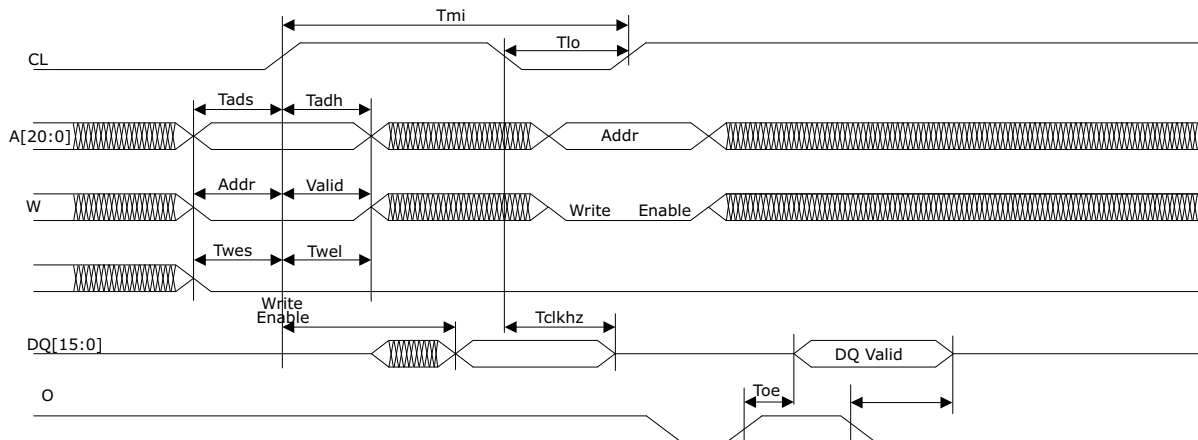 Tmi
Tlo
CL
Tads Tadh
A[20:0] Addr
Addr Valid
W Write Enable
Twes Twel
Write
Enable
Tclkhz
DQ[15:0] DQ Valid
Toe
O